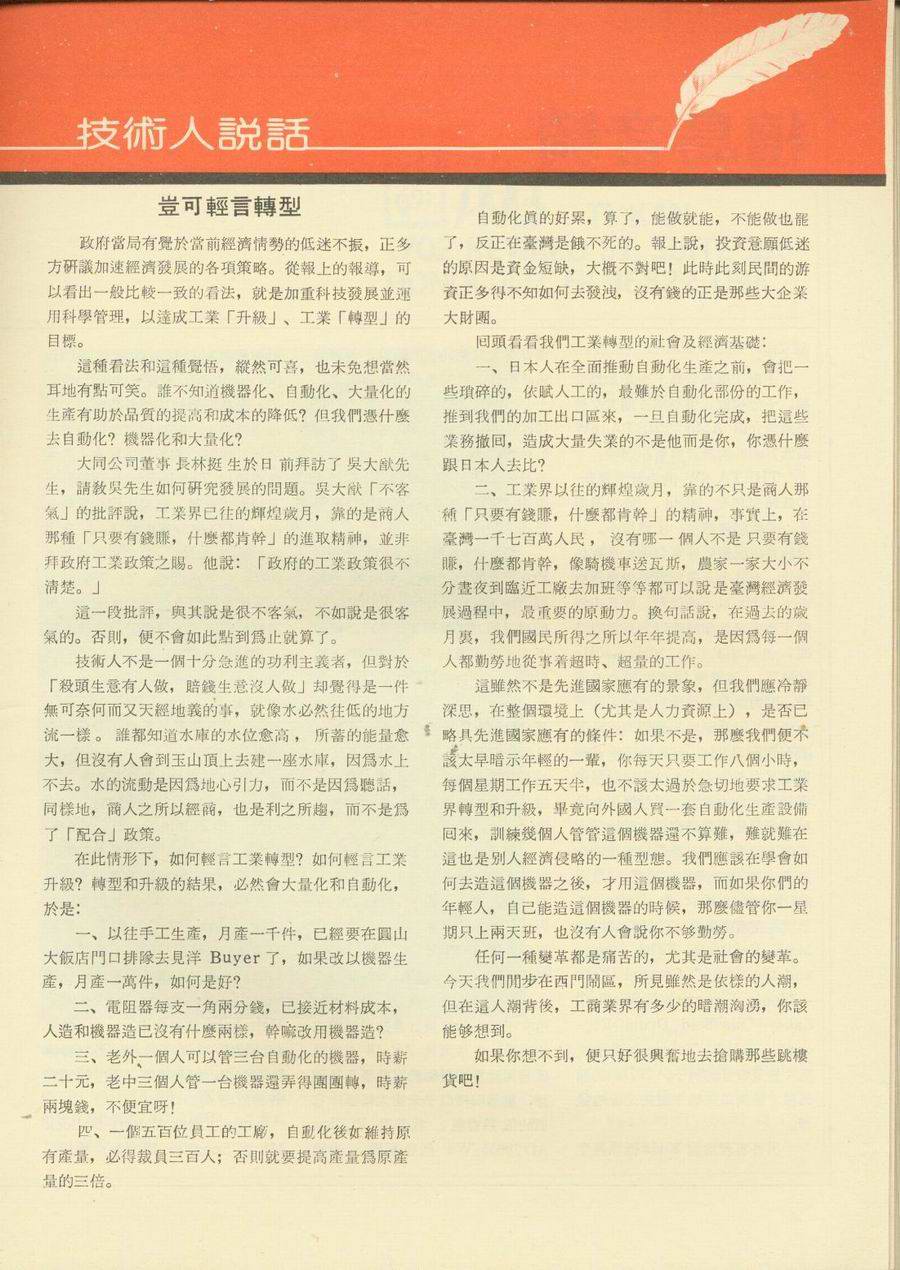 技術人説話
豈可輕言轉型
政府當局有覺於當前經濟情勢的低迷不振，正多
方研議加速經濟發展的各項策略。從報上的報導，可
以看出一般比較一致的看法，就是加重科技發展並運
用科學管理，以達成工業「升級」、工業「轉型」的
目標。
這種看法和這種覺悟，縱然可喜，也未免想當然
耳地有點可笑。誰不知道機器化、自動化、大量化的
生產有助於品質的提高和成本的降低？但我們憑什麼
去自動化？機器化和大量化？
大同公司董事長林挺生於日前拜訪了吳大猷先
生，請教吳先生如何研究發展的問題。吳大猷「不客
氣」的批評說，工業界已往的輝煌歲月，靠的是商人
那種「只要有錢賺，什麼都肯幹」的進取精神，並非
拜政府工業政策之賜。他說：「政府的工業政策很不
清楚。」
這一段批評，與其說是很不客氣，不如說是很客
氣的。否則，便不會如此點到爲止就算了。
技術人不是一個十分急進的功利主義者，但對於
「殺頭生意有人做，賠錢生意沒人做」却覺得是一件
無可奈何而又天經地義的事，就像水必然往低的地方
流一樣。誰都知道水庫的水位愈高，所蓄的能量愈
大，但沒有人會到玉山頂上去建一座水庫，因爲水上
不去。水的流動是因爲地心引力，而不是因爲聽話，
同樣地，商人之所以經商，也是利之所趨，而不是爲
了「配合」政策。
在此情形下，如何輕言工業轉型？如何輕言工業
升級？轉型和升級的結果，必然會大量化和自動化，
於是：
一、以往手工生產，月產一千件，已經要在圓山
大飯店門口排隊去見洋 Buyer 了，如果改以機器生
產，月產一萬件，如何是好？
二、電阻器每支一角兩分錢，已接近材料成本，
人造和機器造已沒有什麼兩樣，幹嘛改用機器造？
三、老外一個人可以管三台自動化的機器，時薪
二十元，老中三個人管一台機器還弄得團團轉，時薪
兩塊錢，不便宜呀！
四、一個五百位員工的工廠，自動化後如維持原
有產量，必得裁員三百人；否則就要提高產量爲原產
量的三倍。
自動化眞的好累，算了，能做就能，不能做也罷
了，反正在臺灣是餓不死的。報上說，投資意願低迷
的原因是資金短缺，大概不對吧！此時此刻民間的游
資正多得不知如何去發洩，沒有錢的正是那些大企業
大財團。
回頭看看我們工業轉型的社會及經濟基礎：
一、日本人在全面推動自動化生產之前，會把一
些瑣碎的，依賦人工的，最難於自動化部份的工作，
推到我們的加工出口區來，一旦自動化完成，把這些
業務撤回，造成大量失業的不是他而是你，你憑什麼
跟日本人去比？
二、工業界以往的輝煌歲月，靠的不只是商人那
種「只要有錢賺，什麼都肯幹」的精神，事實上，在
臺灣一千七百萬人民，沒有哪一個人不是只要有錢
賺，什麼都肯幹，像騎機車送瓦斯，農家一家大小不
分晝夜到臨近工廠去加班等等都可以說是臺灣經濟發
展過程中，最重要的原動力。換句話說，在過去的歲
月裏，我們國民所得之所以年年提高，是因爲每一個
人都勤勞地從事着超時、超量的工作。
這雖然不是先進國家應有的景象，但我們應冷靜
深思，在整個環境上（尤其是人力資源上），是否已
略具先進國家應有的條件：如果不是，那麼我們便不
該太早暗示年輕的一輩，你每天只要工作八個小時，
每個星期工作五天半，也不該太過於急切地要求工業
界轉型和升級，畢竟向外國人買一套自動化生產設備
回來，訓練幾個人管管這個機器還不算難，難就難在
這也是別人經濟侵略的一種型態。我們應該在學會如
何去造這個機器之後，才用這個機器，而如果你們的
年輕人，自己能造這個機器的時候，那麼儘管你一星
期只上兩天班，也沒有人會說你不够勤勞。
任何一種變革都是痛苦的，尤其是社會的變革。
今天我們閒步在西門鬧區，所見雖然是依樣的人潮，
但在這人潮背後，工商業界有多少的暗潮洶湧，你該
能够想到。
如果你想不到，便只好很興奮地去搶購那些跳樓
貨吧！